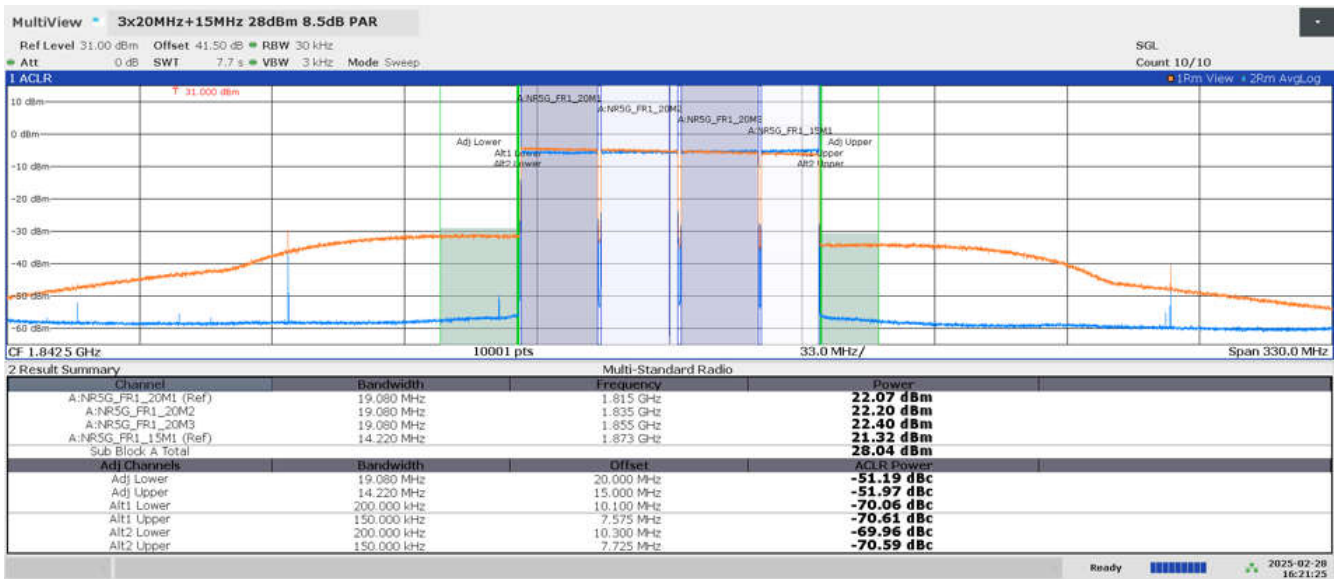 MultiView 3x20MHz+15MHz 28dBm 8.5dB PAR
Ref Level 31.00 dBm Offset 41.50 dB RBW 30 kHz SGL
Att 0 dB SWT 7.7 s VBW 3 kHz Mode Sweep Count 10/10
1 ACLR 1Rm View 2Rm AvgLog
31.000 dBm
10 dBm
A:NR5G_FR1_20M1
A:NR5G_FR1_20M2
A:NR5G_FR1_20M3
A:NR5G_FR1_15M1
0 dBm
Adj Lower Adj Upper
Alt1 Lower Alt1 Upper
Alt2 Lower Alt2 Upper
-10 dBm
-20 dBm
-30 dBm
-40 dBm
-50 dBm
-60 dBm
CF 1.8425 GHz 10001 pts 33.0 MHz/ Span 330.0 MHz
2 Result Summary Multi-Standard Radio
Channel Bandwidth Frequency Power
A:NR5G_FR1_20M1 (Ref) 19.080 MHz 1.815 GHz 22.07 dBm
A:NR5G_FR1_20M2 19.080 MHz 1.835 GHz 22.20 dBm
A:NR5G_FR1_20M3 19.080 MHz 1.855 GHz 22.40 dBm
A:NR5G_FR1_15M1 (Ref) 14.220 MHz 1.873 GHz 21.32 dBm
Sub Block A Total 28.04 dBm
Adj Channels Bandwidth Offset ACLR Power
Adj Lower 19.080 MHz 20.000 MHz -51.19 dBc
Adj Upper 14.220 MHz 15.000 MHz -51.97 dBc
Alt1 Lower 200.000 kHz 10.100 MHz -70.06 dBc
Alt1 Upper 150.000 kHz 7.575 MHz -70.61 dBc
Alt2 Lower 200.000 kHz 10.300 MHz -69.96 dBc
Alt2 Upper 150.000 kHz 7.725 MHz -70.59 dBc
Ready 2025-02-28
16:21:25